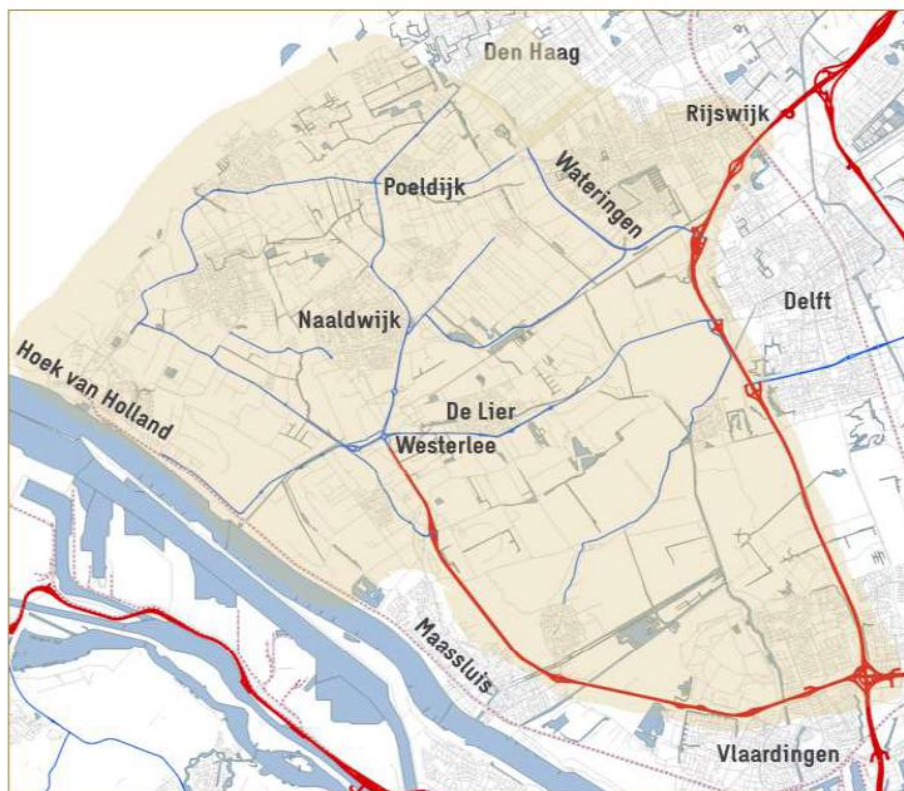 Den Haag
Rijswijk
Wateringen
Poeldijk
Delft
Naaldwijk
Hoek van Holland
De Lier
Westerlee
Maassluis
Vlaardingen